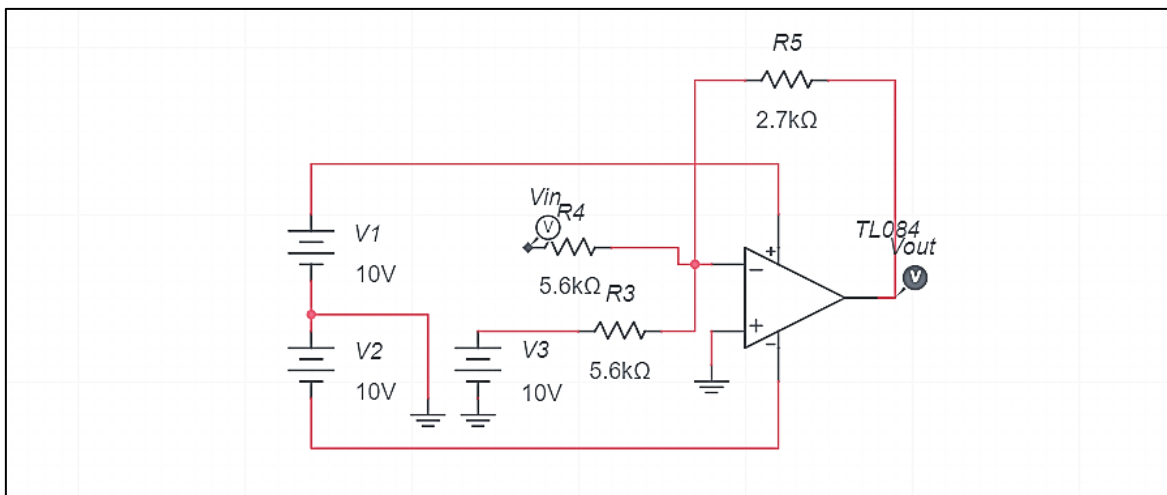 R5
2.7kΩ
Vin
V
R4
TL084
Vout
V
V1
10V
+
−
5.6kΩ
R3
+
−
V2
10V
V3
10V
5.6kΩ